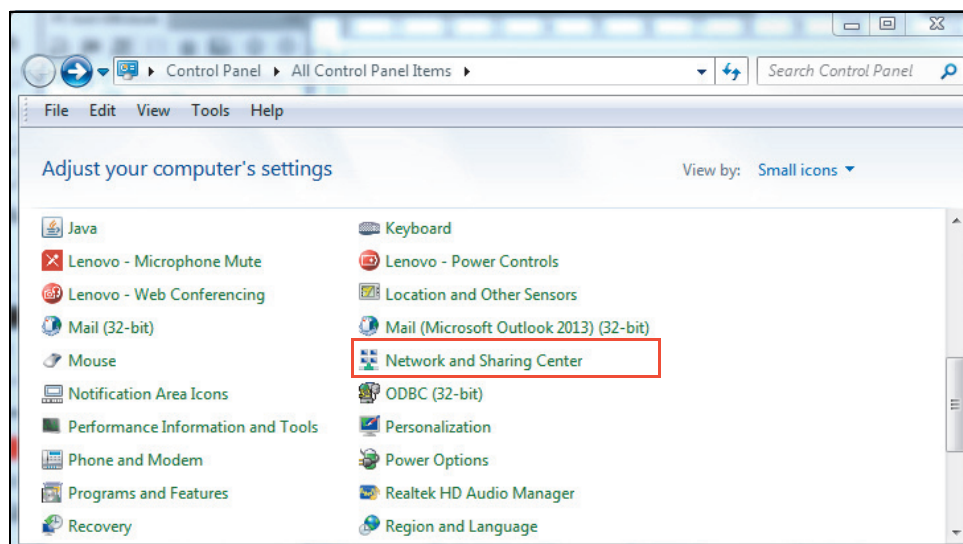 Control Panel All Control Panel Items Search Control Panel
File Edit View Tools Help
Adjust your computer's settings View by: Small icons
Java Keyboard
Lenovo - Microphone Mute Lenovo - Power Controls
Lenovo - Web Conferencing Location and Other Sensors
Mail (32-bit) Mail (Microsoft Outlook 2013) (32-bit)
Mouse Network and Sharing Center
Notification Area Icons ODBC (32-bit)
Performance Information and Tools Personalization
Phone and Modem Power Options
Programs and Features Realtek HD Audio Manager
Recovery Region and Language